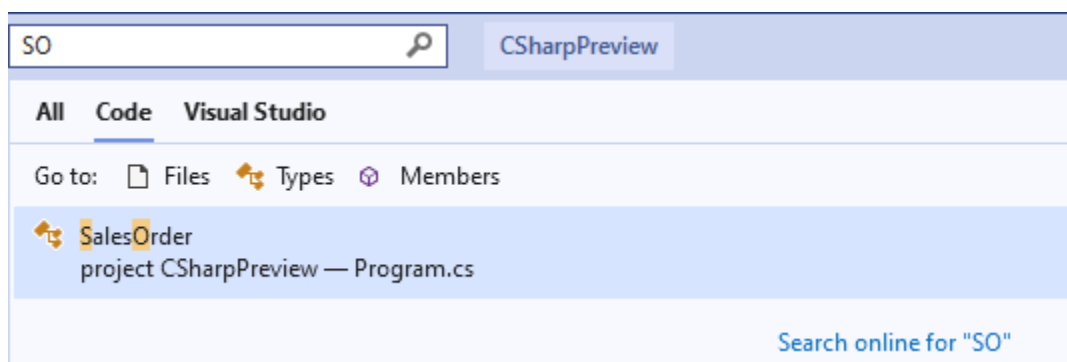 SO CSharpPreview
All Code Visual Studio
Go to: Files Types Members
SalesOrder
project CSharpPreview — Program.cs
Search online for "SO"